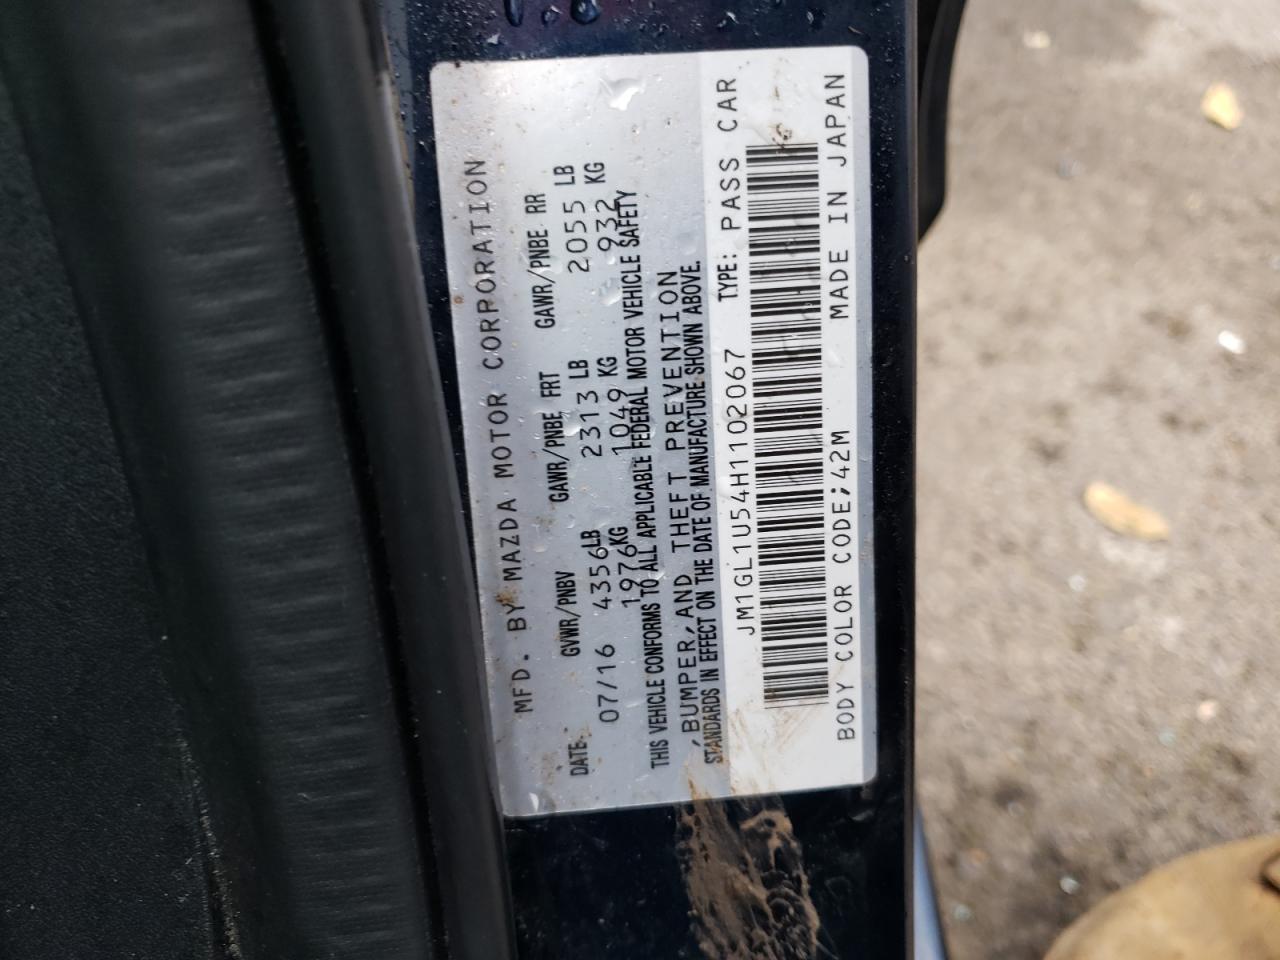 MFD. BY MAZDA MOTOR CORPORATION
GVWR/PNBV GAWR/PNBE FRT GAWR/PNBE RR
DATE: 07/16 4356LB 2313 LB 2055 LB
1976KG 1049 KG 932 KG
THIS VEHICLE CONFORMS TO ALL APPLICABLE FEDERAL MOTOR VEHICLE SAFETY
, BUMPER, AND THEFT PREVENTION
STANDARDS IN EFFECT ON THE DATE OF MANUFACTURE SHOWN ABOVE.
JM1GL1U54H1102067 TYPE: PASS CAR
BODY COLOR CODE;42M MADE IN JAPAN